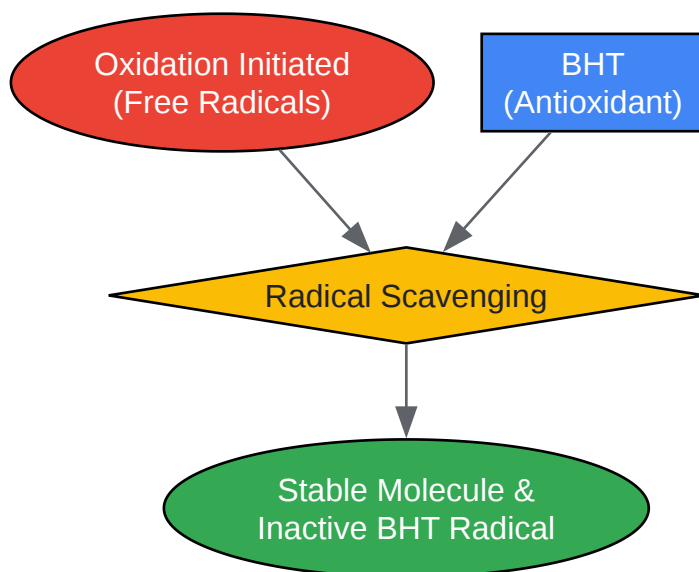 Oxidation Initiated
(Free Radicals)
BHT
(Antioxidant)
Radical Scavenging
Stable Molecule &
Inactive BHT Radical